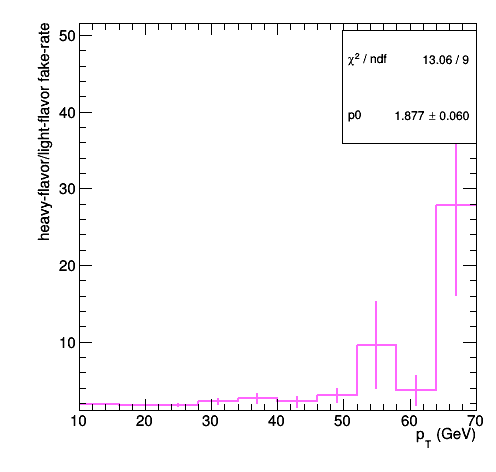 heavy-flavor/light-flavor fake-rate
50
40
30
20
10
χ² / ndf 13.06 / 9
p0 1.877 ± 0.060
10 20 30 40 50 60 70
p_T (GeV)